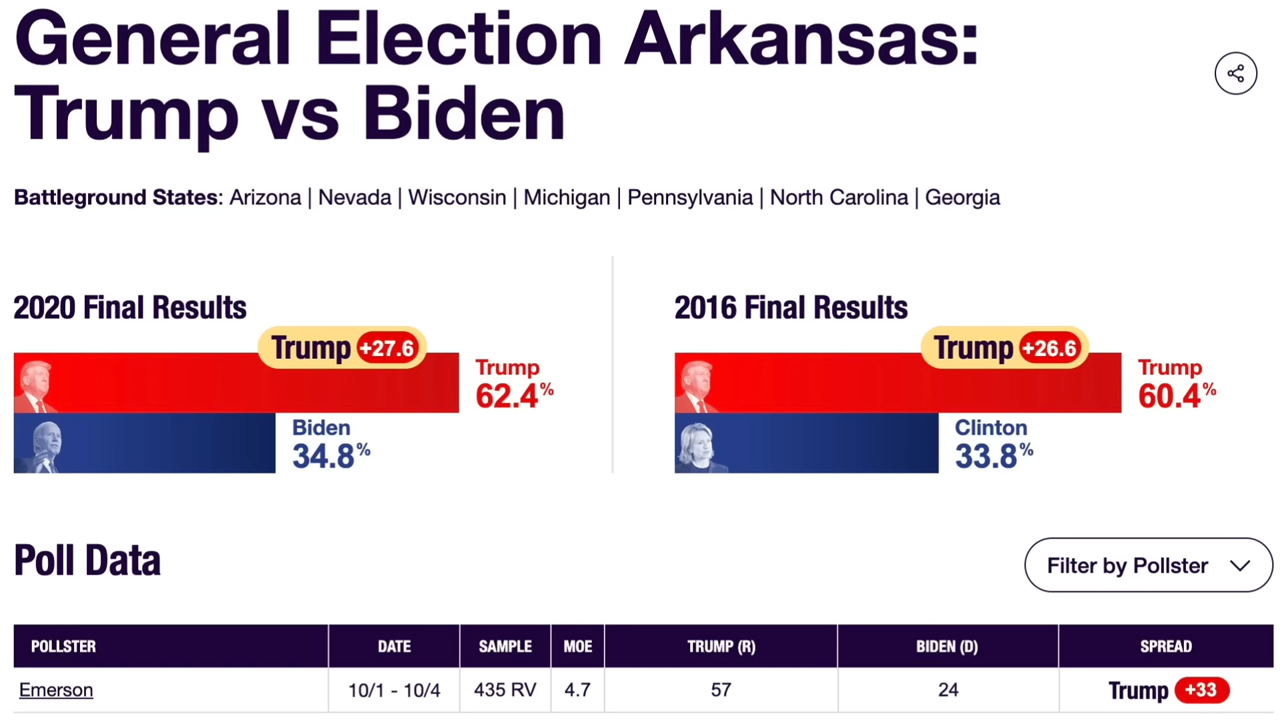 General Election Arkansas:
Trump vs Biden
Battleground States: Arizona | Nevada | Wisconsin | Michigan | Pennsylvania | North Carolina | Georgia
2020 Final Results
Trump +27.6
Trump
62.4%
Biden
34.8%
2016 Final Results
Trump +26.6
Trump
60.4%
Clinton
33.8%
Poll Data
Filter by Pollster
POLLSTER DATE SAMPLE MOE TRUMP (R) BIDEN (D) SPREAD
Emerson 10/1 - 10/4 435 RV 4.7 57 24 Trump +33